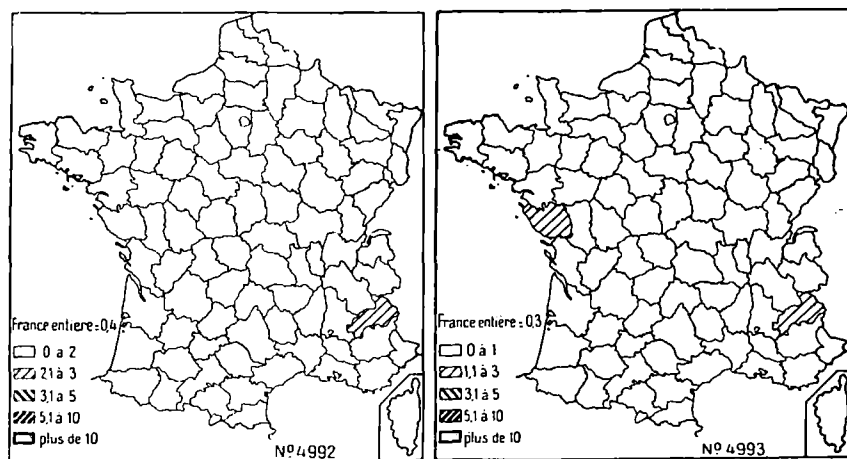 France entière = 0,4
0 a 2
2,1 à 3
3,1 a 5
5,1 à 10
plus de 10
Nº 4992
France entière = 0,3
0 à 1
1,1 à 3
3,1 à 5
5,1 à 10
plus de 10
Nº 4993